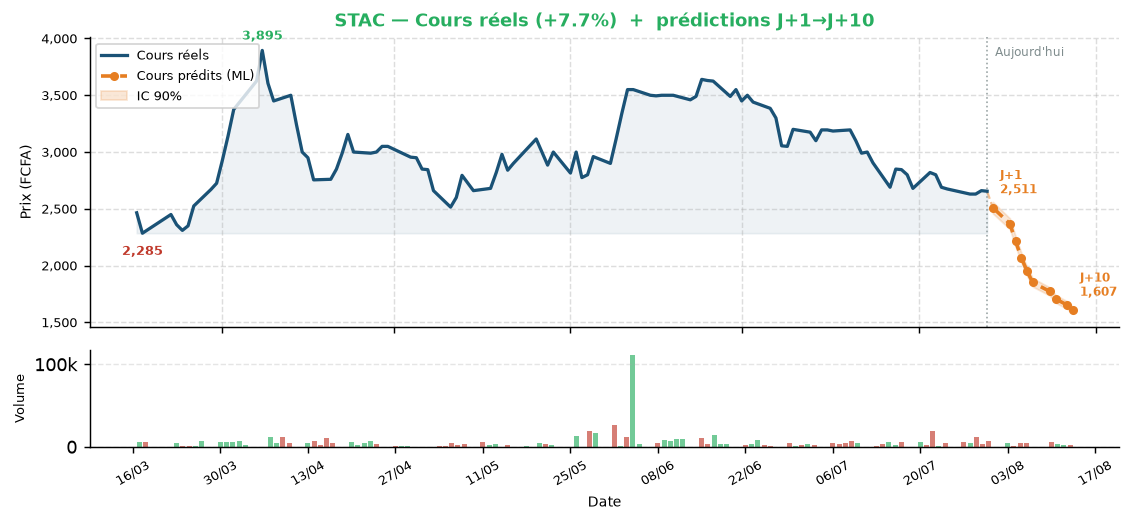 STAC — Cours réels (+7.7%)  +  prédictions J+1→J+10
3,895
Aujourd'hui
Cours réels
Cours prédits (ML)
IC 90%
4,000
3,500
3,000
2,500
2,000
1,500
Prix (FCFA)
2,285
J+1
2,511
J+10
1,607
100k
0
Volume
16/03
30/03
13/04
27/04
11/05
25/05
08/06
22/06
06/07
20/07
03/08
17/08
Date